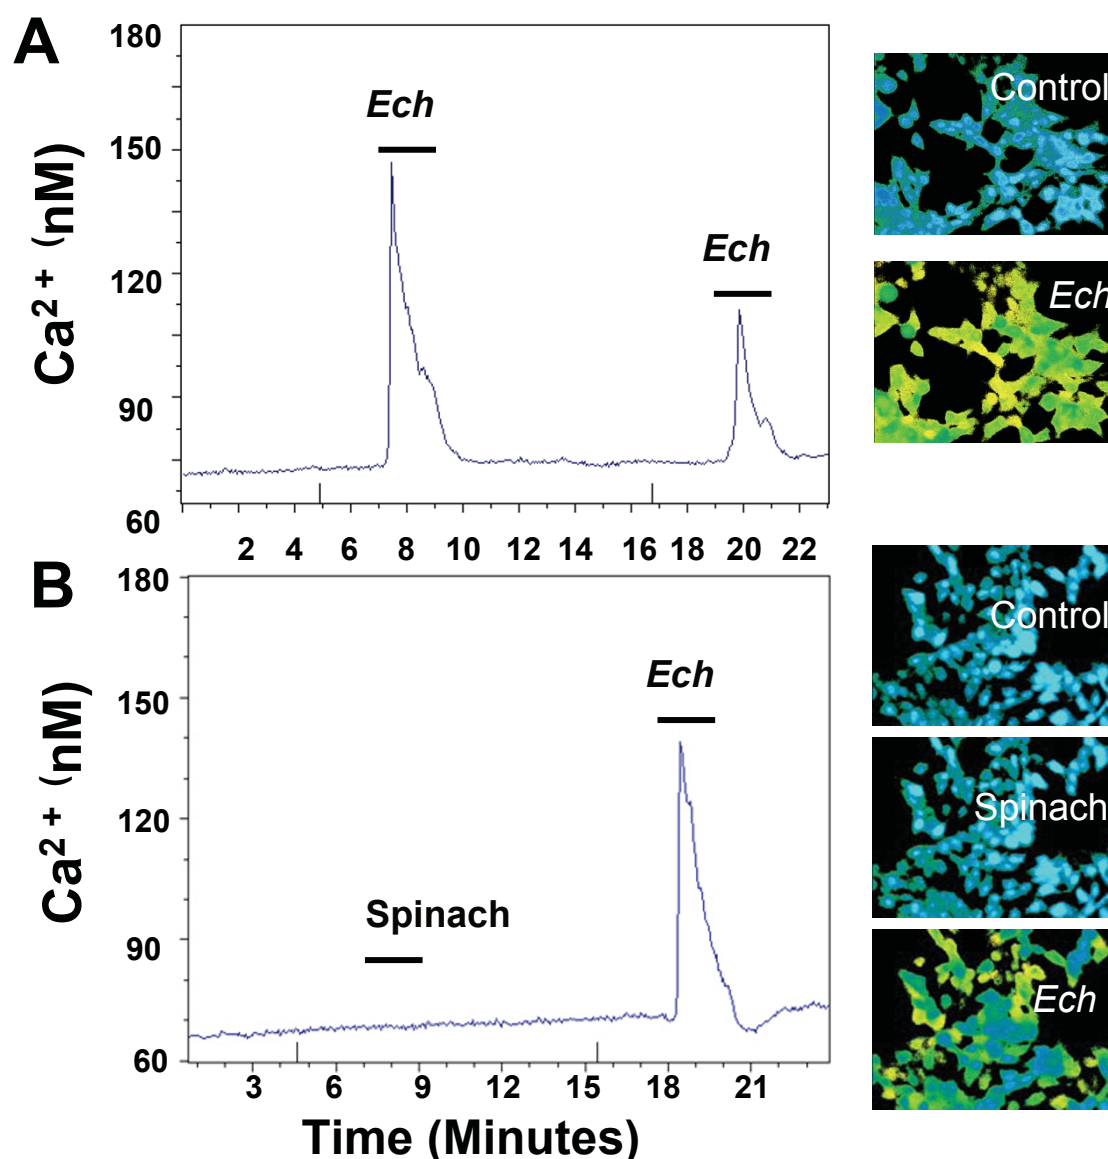 A
180
150
120
90
60
Ca2+ (nM)
Ech
Ech
2 4 6 8 10 12 14 16 18 20 22
Control
Ech
B
180
150
120
90
60
Ca2+ (nM)
Spinach
Ech
3 6 9 12 15 18 21
Time (Minutes)
Control
Spinach
Ech